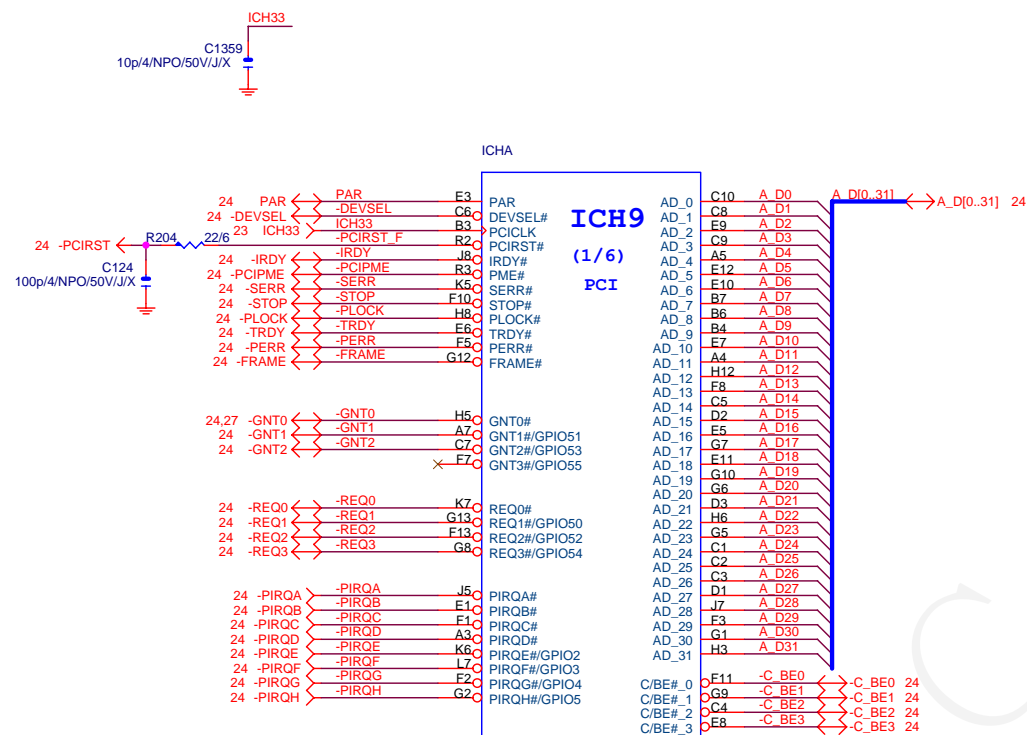 ICH33
C1359
10p/4/NPO/50V/J/X
ICHA
ICH9
(1/6)
PCI
24 PAR PAR E3 PAR
24 -DEVSEL -DEVSEL C6 DEVSEL#
23 ICH33 ICH33 B3 PCICLK
24 -PCIRST R204 22/6 -PCIRST_F R2 PCIRST#
24 -IRDY -IRDY J8 IRDY#
24 -PCIPME -PCIPME R3 PME#
24 -SERR -SERR K5 SERR#
24 -STOP -STOP F10 STOP#
24 -PLOCK -PLOCK H8 PLOCK#
24 -TRDY -TRDY E6 TRDY#
24 -PERR -PERR F5 PERR#
24 -FRAME -FRAME G12 FRAME#
C124
100p/4/NPO/50V/J/X
24,27 -GNT0 -GNT0 H5 GNT0#
24 -GNT1 -GNT1 A7 GNT1#/GPIO51
24 -GNT2 -GNT2 C7 GNT2#/GPIO53
F7 GNT3#/GPIO55
24 -REQ0 -REQ0 K7 REQ0#
24 -REQ1 -REQ1 G13 REQ1#/GPIO50
24 -REQ2 -REQ2 F13 REQ2#/GPIO52
24 -REQ3 -REQ3 G8 REQ3#/GPIO54
24 -PIRQA -PIRQA J5 PIRQA#
24 -PIRQB -PIRQB E1 PIRQB#
24 -PIRQC -PIRQC F1 PIRQC#
24 -PIRQD -PIRQD A3 PIRQD#
24 -PIRQE -PIRQE K6 PIRQE#/GPIO2
24 -PIRQF -PIRQF L7 PIRQF#/GPIO3
24 -PIRQG -PIRQG F2 PIRQG#/GPIO4
24 -PIRQH -PIRQH G2 PIRQH#/GPIO5
AD_0 C10 A_D0 A_D[0..31] A_D[0..31] 24
AD_1 C8 A_D1
AD_2 E9 A_D2
AD_3 C9 A_D3
AD_4 A5 A_D4
AD_5 E12 A_D5
AD_6 E10 A_D6
AD_7 B7 A_D7
AD_8 B6 A_D8
AD_9 B4 A_D9
AD_10 E7 A_D10
AD_11 A4 A_D11
AD_12 H12 A_D12
AD_13 F8 A_D13
AD_14 C5 A_D14
AD_15 D2 A_D15
AD_16 E5 A_D16
AD_17 G7 A_D17
AD_18 E11 A_D18
AD_19 G10 A_D19
AD_20 G6 A_D20
AD_21 D3 A_D21
AD_22 H6 A_D22
AD_23 G5 A_D23
AD_24 C1 A_D24
AD_25 C2 A_D25
AD_26 C3 A_D26
AD_27 D1 A_D27
AD_28 J7 A_D28
AD_29 F3 A_D29
AD_30 G1 A_D30
AD_31 H3 A_D31
C/BE#_0 F11 -C_BE0 -C_BE0 24
C/BE#_1 G9 -C_BE1 -C_BE1 24
C/BE#_2 C4 -C_BE2 -C_BE2 24
C/BE#_3 E8 -C_BE3 -C_BE3 24